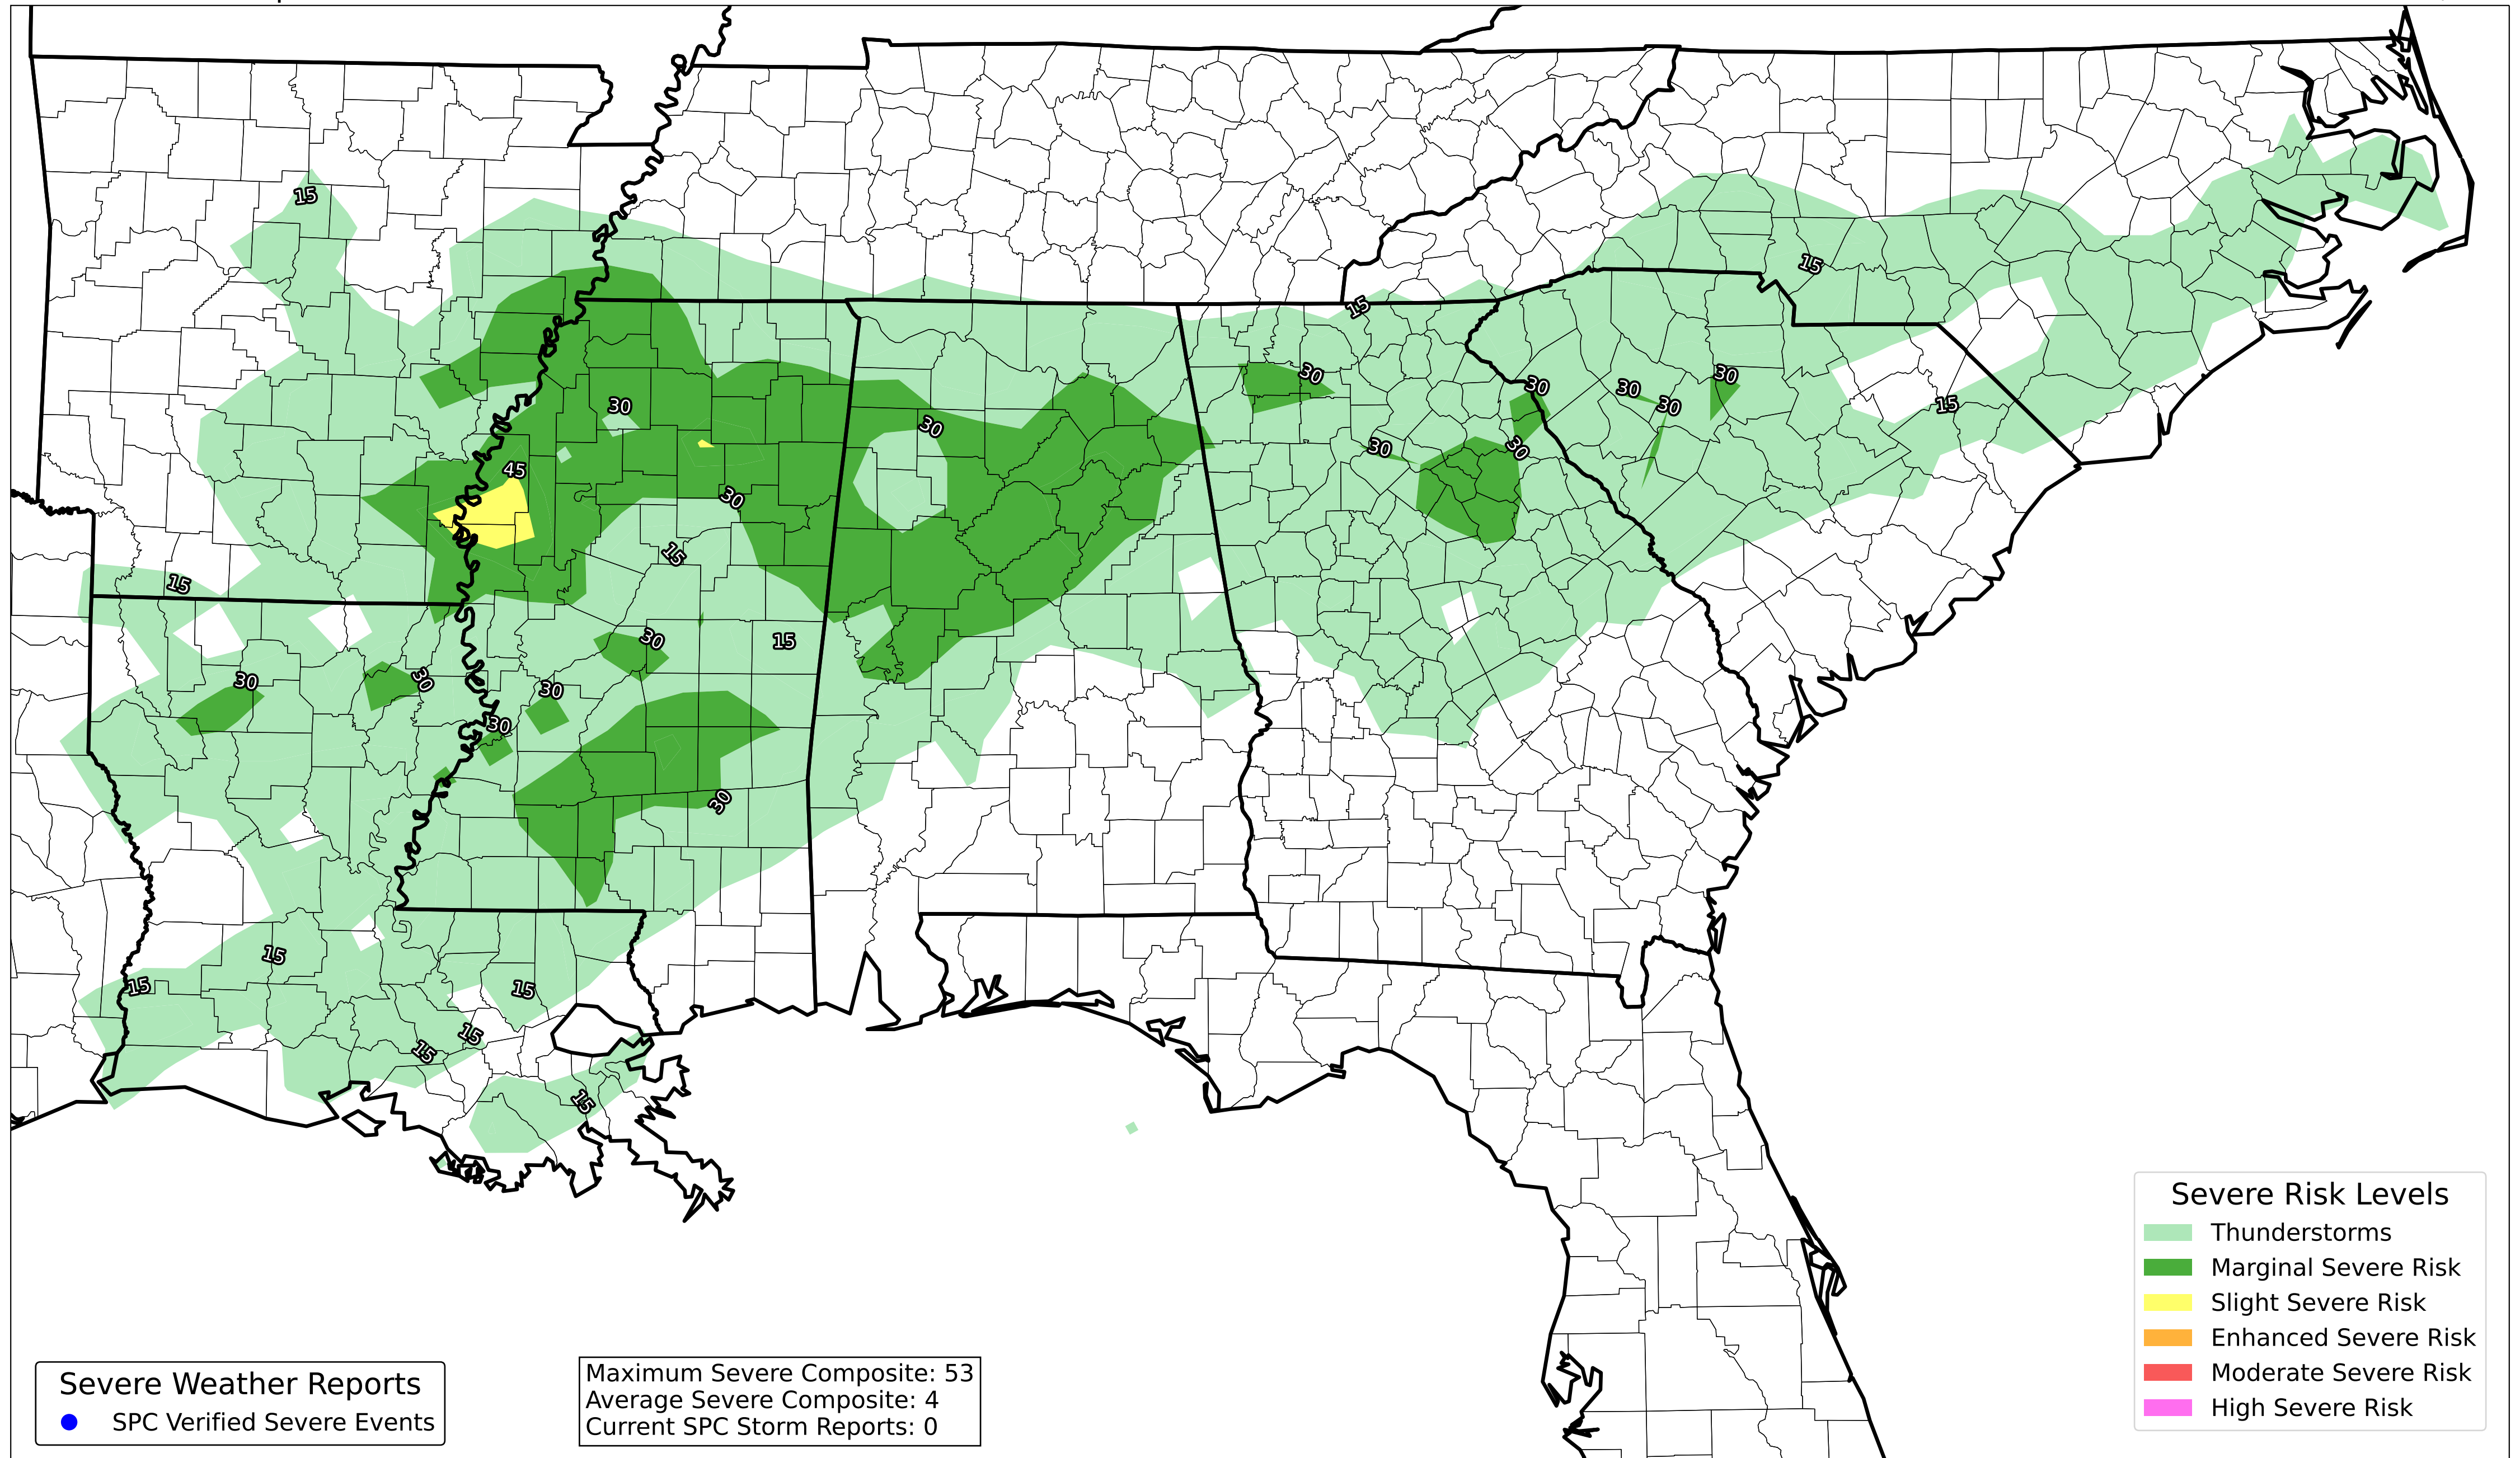 15
15
30
30
30
30
15
30
30
30
15
30
30
30
45
30
15
15
30
15
30
30
30
30
30
15
15
15
15
15
15
Severe Risk Levels
Thunderstorms
Marginal Severe Risk
Slight Severe Risk
Enhanced Severe Risk
Moderate Severe Risk
High Severe Risk
Severe Weather Reports
SPC Verified Severe Events
Maximum Severe Composite: 53
Average Severe Composite: 4
Current SPC Storm Reports: 0